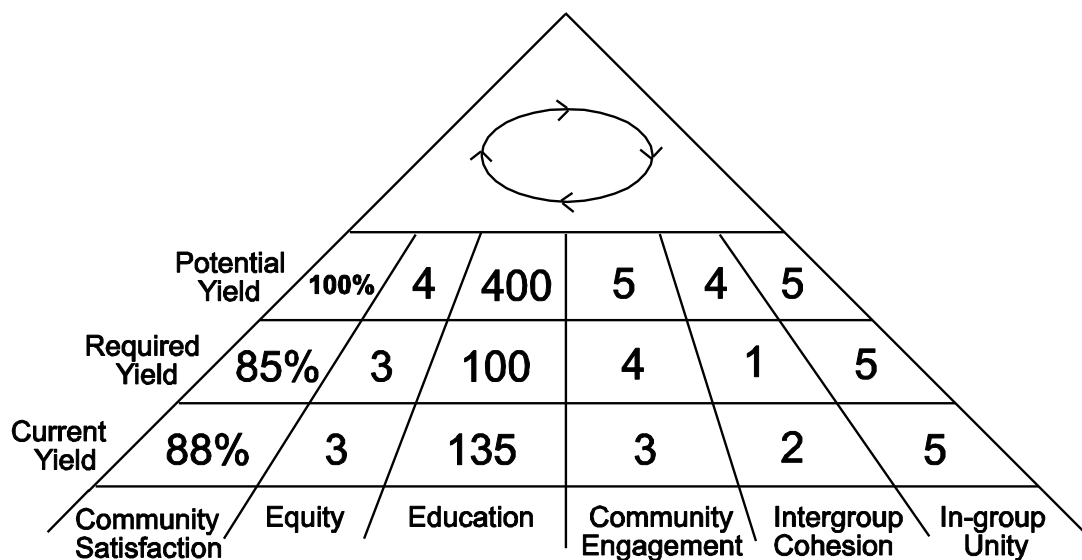 Potential
Yield
100% 4 400 5 4 5
Required
Yield
85% 3 100 4 1 5
Current
Yield
88% 3 135 3 2 5
Community
Satisfaction
Equity
Education
Community
Engagement
Intergroup
Cohesion
In-group
Unity